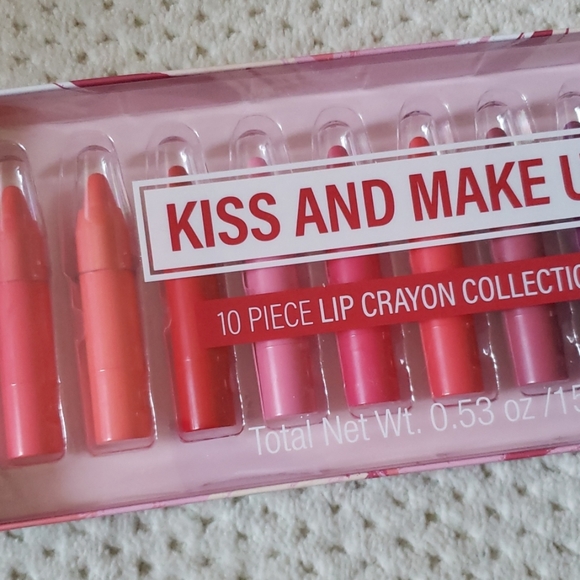 KISS AND MAKE U
10 PIECE LIP CRAYON COLLECTIO
Total Net Wt. 0.53 oz /15